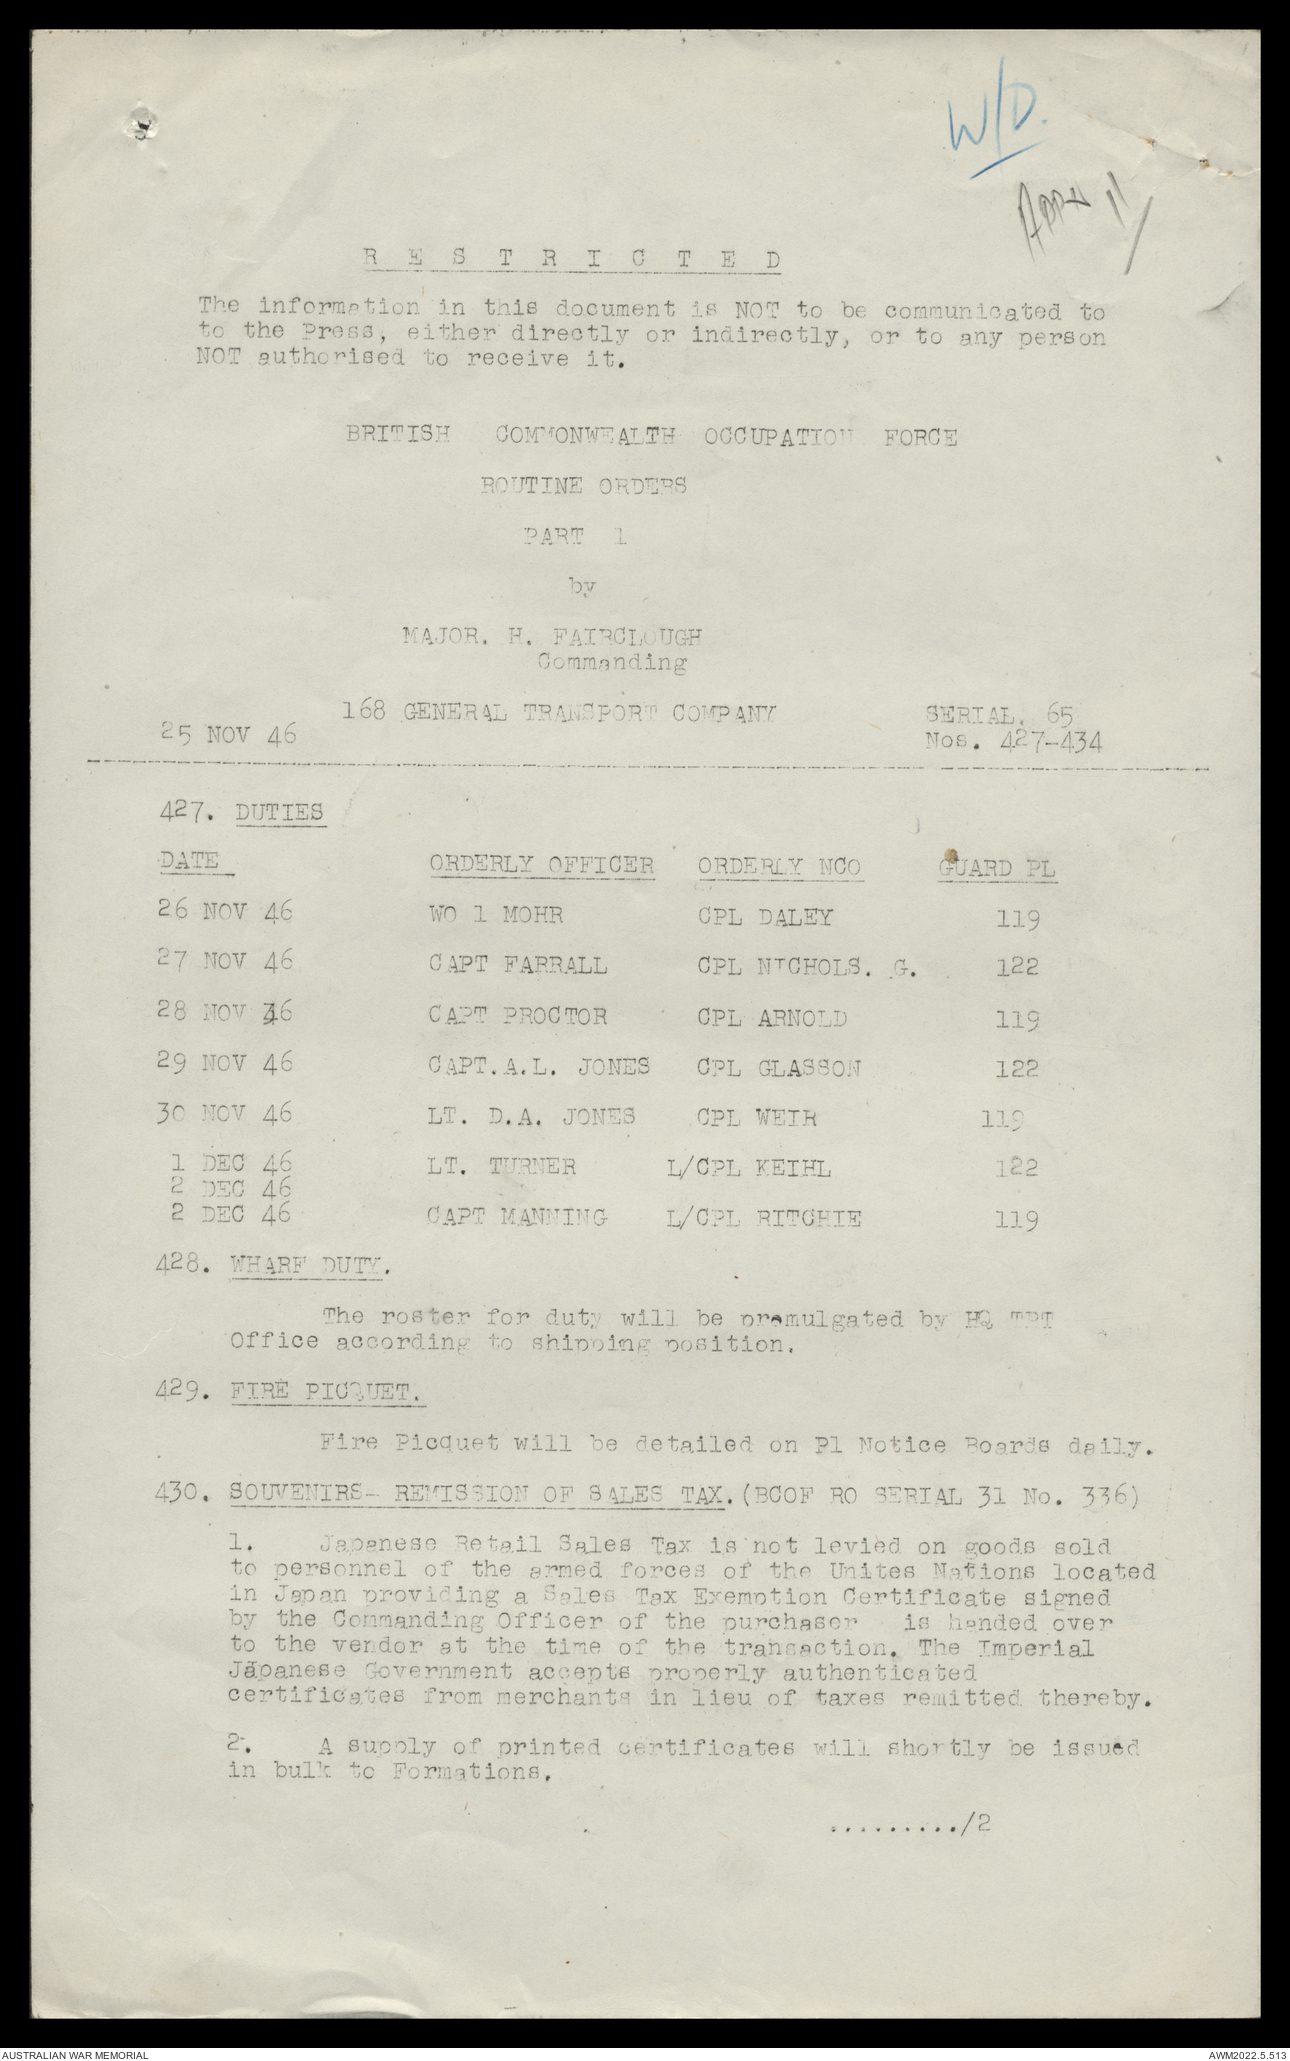 W/D.
APPX 11
R E S T R I C T E D
The information in this document is NOT to be communicated to
to the Press, either directly or indirectly, or to any person
NOT authorised to receive it.
BRITISH COMMONWEALTH OCCUPATION FORCE
ROUTINE ORDERS
PART 1
by
MAJOR. H. FAIRCLOUGH
Commanding
168 GENERAL TRANSPORT COMPANY SERIAL. 65
25 NOV 46 Nos. 427-434
427. DUTIES
DATE ORDERLY OFFICER ORDERLY NCO GUARD PL
26 NOV 46 WO 1 MOHR CPL DALEY 119
27 NOV 46 CAPT FARRALL CPL NICHOLS. G. 122
28 NOV 46 CAPT PROCTOR CPL ARNOLD 119
29 NOV 46 CAPT.A.L. JONES CPL GLASSON 122
30 NOV 46 LT. D.A. JONES CPL WEIR 119
1 DEC 46 LT. TURNER L/CPL KEIHL 122
2 DEC 46
2 DEC 46 CAPT MANNING L/CPL RITCHIE 119
428. WHARF DUTY.
The roster for duty will be promulgated by HQ TPT
Office according to shipping position.
429. FIRE PICQUET.
Fire Picquet will be detailed on Pl Notice Boards daily.
430. SOUVENIRS- REMISSION OF SALES TAX.(BCOF RO SERIAL 31 No. 336)
1. Japanese Retail Sales Tax is not levied on goods sold
to personnel of the armed forces of the Unites Nations located
in Japan providing a Sales Tax Exemption Certificate signed
by the Commanding Officer of the purchaser is handed over
to the vendor at the time of the transaction. The Imperial
Japanese Government accepts properly authenticated
certificates from merchants in lieu of taxes remitted thereby.
2. A supply of printed certificates will shortly be issued
in bulk to Formations.
........./2
AUSTRALIAN WAR MEMORIAL AWM2022.5.513